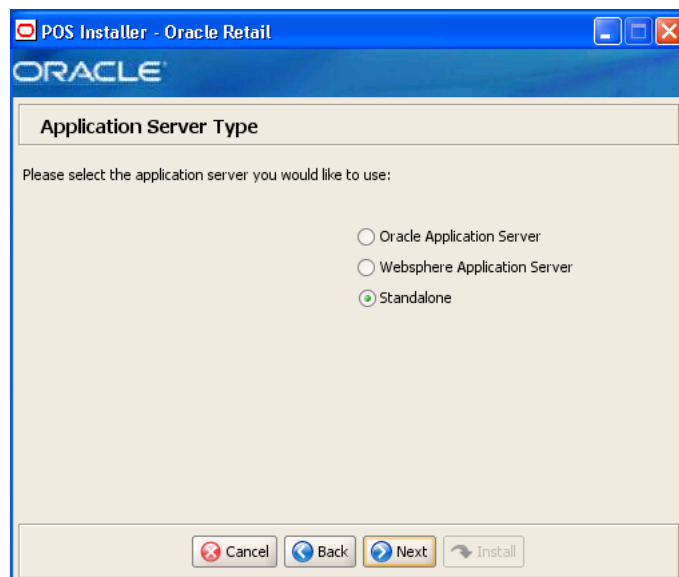 POS Installer - Oracle Retail
ORACLE
Application Server Type
Please select the application server you would like to use:
Oracle Application Server
Websphere Application Server
Standalone
Cancel Back Next Install